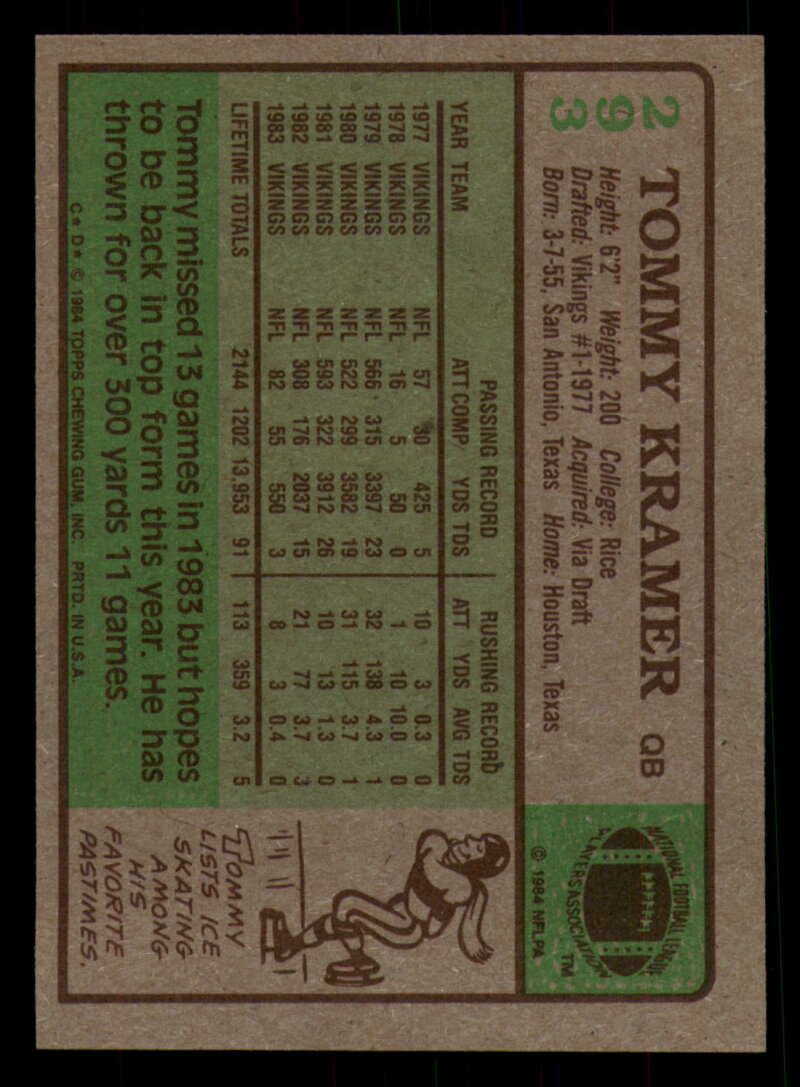 293
TOMMY KRAMER QB
Height: 6'2" Weight: 200 College: Rice
Drafted: Vikings #1-1977 Acquired: Via Draft
Born: 3-7-55, San Antonio, Texas Home: Houston, Texas
NATIONAL FOOTBALL LEAGUE
PLAYERS ASSOCIATION
TM
© 1984 NFLPA
PASSING RECORD RUSHING RECORD
YEAR TEAM ATT COMP YDS TDS ATT YDS AVG TDS
1977 VIKINGS NFL 57 30 425 5 10 3 0.3 0
1978 VIKINGS NFL 16 5 50 0 1 10 10.0 0
1979 VIKINGS NFL 566 315 3397 23 32 138 4.3 1
1980 VIKINGS NFL 522 299 3582 19 31 115 3.7 1
1981 VIKINGS NFL 593 322 3912 26 10 13 1.3 0
1982 VIKINGS NFL 308 176 2037 15 21 77 3.7 3
1983 VIKINGS NFL 82 55 550 3 8 3 0.4 0
LIFETIME TOTALS 2144 1202 13,953 91 113 359 3.2 5
Tommy missed 13 games in 1983 but hopes
to be back in top form this year. He has
thrown for over 300 yards 11 games.
C* D* © 1984 TOPPS CHEWING GUM, INC. PRTD. IN U.S.A.
TOMMY
LISTS ICE
SKATING
AMONG
HIS
FAVORITE
PASTIMES.